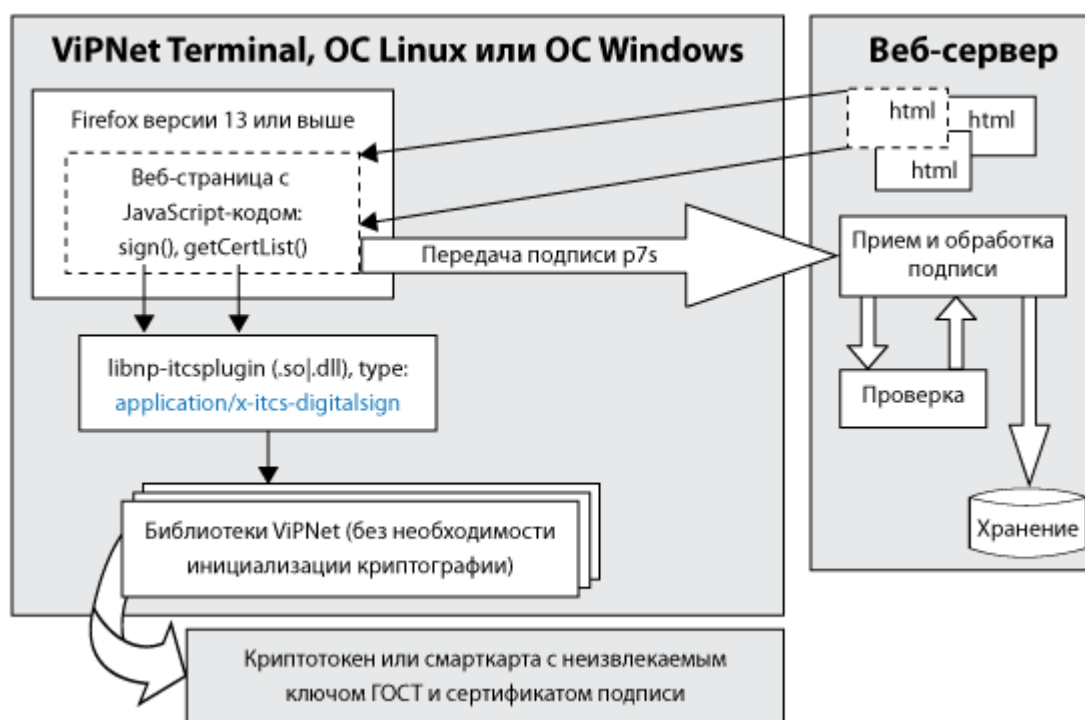 ViPNet Terminal, ОС Linux или ОС Windows
Firefox версии 13 или выше
Веб-страница с
JavaScript-кодом:
sign(), getCertList()
Передача подписи p7s
libnp-itcsplugin (.so|.dll), type:
application/x-itcs-digitalsign
Библиотеки ViPNet (без необходимости
инициализации криптографии)
Криптотокен или смарткарта с неизвлекаемым
ключом ГОСТ и сертификатом подписи
Веб-сервер
html
html
html
Прием и обработка
подписи
Проверка
Хранение